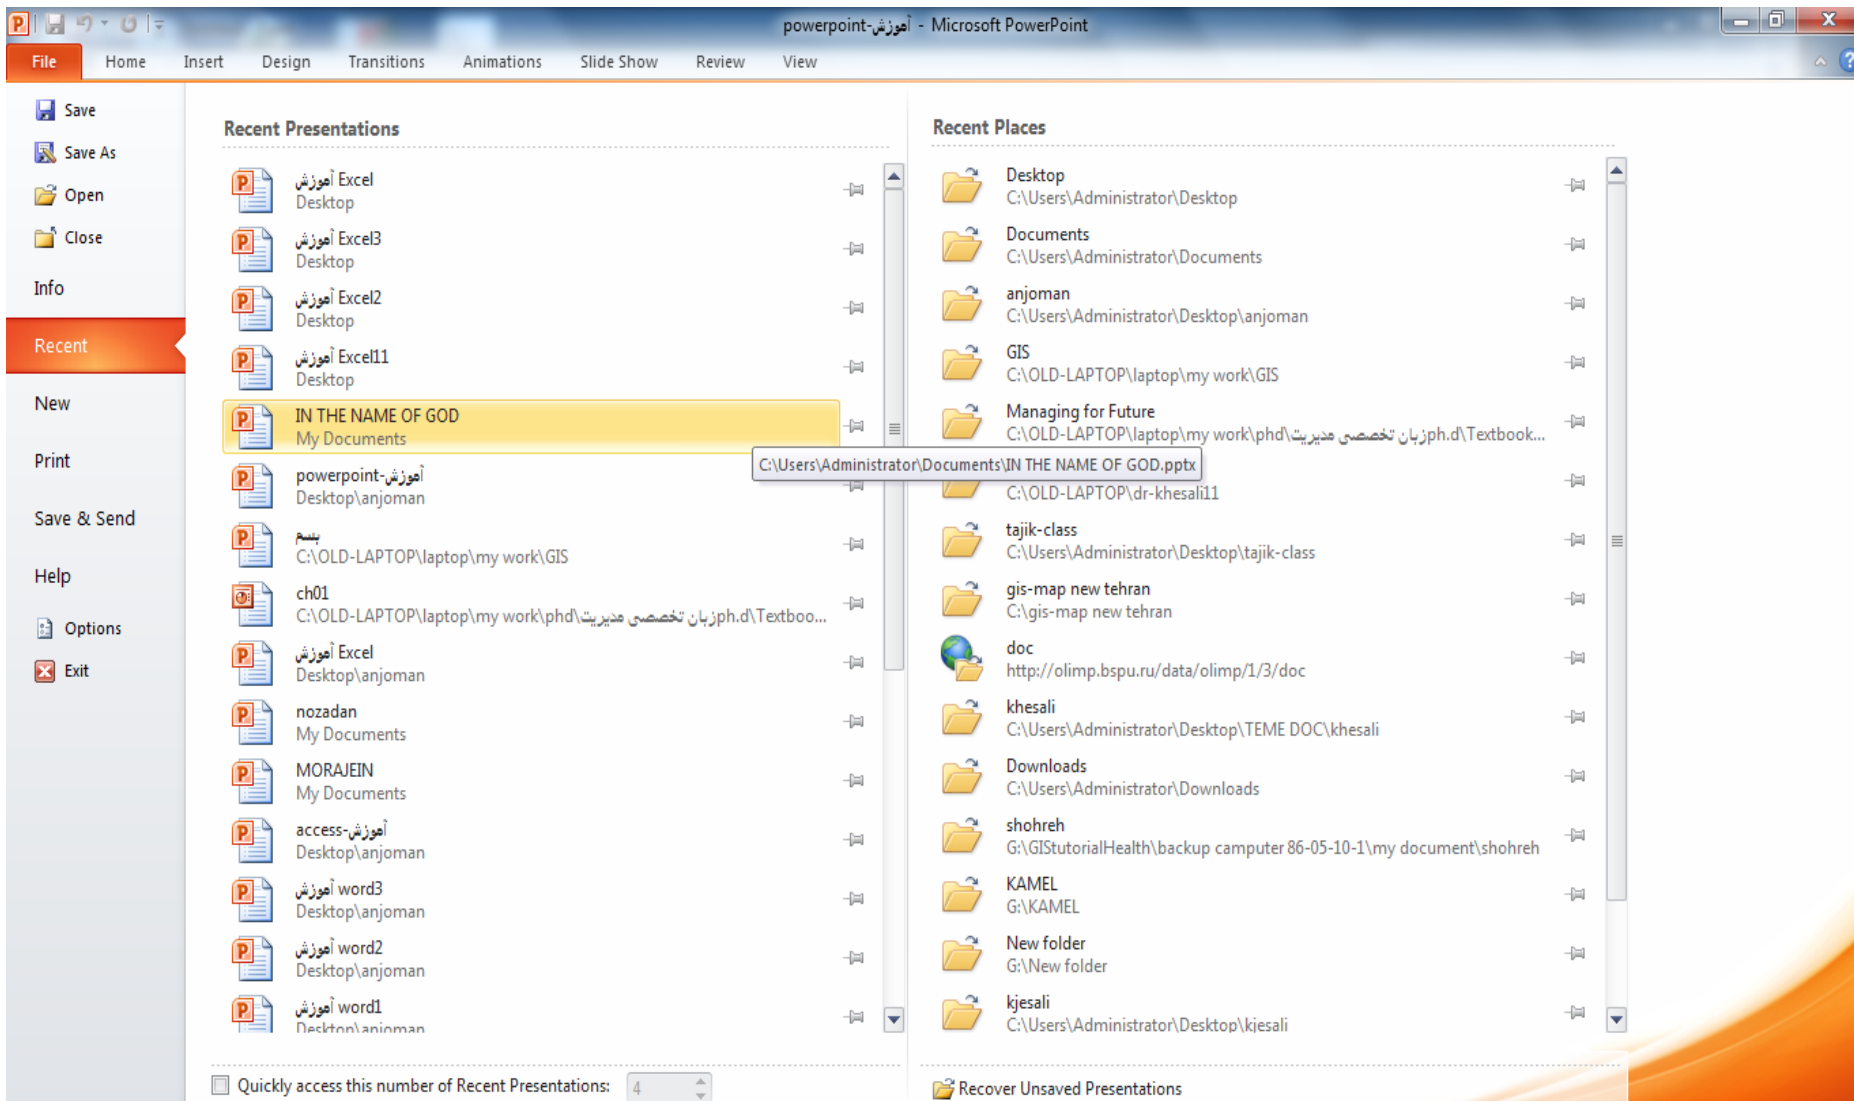 آموزش-powerpoint - Microsoft PowerPoint
File Home Insert Design Transitions Animations Slide Show Review View
Save
Save As
Open
Close
Info
Recent
New
Print
Save & Send
Help
Options
Exit
Recent Presentations
آموزش Excel
Desktop
آموزش Excel3
Desktop
آموزش Excel2
Desktop
آموزش Excel11
Desktop
IN THE NAME OF GOD
My Documents
powerpoint-آموزش
Desktop\anjoman
بسم
C:\OLD-LAPTOP\laptop\my work\GIS
ch01
C:\OLD-LAPTOP\laptop\my work\phd\زبان تخصصی مدیریتph.d\Textboo...
آموزش Excel
Desktop\anjoman
nozadan
My Documents
MORAJEIN
My Documents
access-آموزش
Desktop\anjoman
آموزش word3
Desktop\anjoman
آموزش word2
Desktop\anjoman
آموزش word1
Desktop\anjoman
Quickly access this number of Recent Presentations: 4
Recent Places
Desktop
C:\Users\Administrator\Desktop
Documents
C:\Users\Administrator\Documents
anjoman
C:\Users\Administrator\Desktop\anjoman
GIS
C:\OLD-LAPTOP\laptop\my work\GIS
Managing for Future
C:\OLD-LAPTOP\laptop\my work\phd\زبان تخصصی مدیریتph.d\Textbook...
C:\Users\Administrator\Documents\IN THE NAME OF GOD.pptx
C:\OLD-LAPTOP\dr-khesali11
tajik-class
C:\Users\Administrator\Desktop\tajik-class
gis-map new tehran
C:\gis-map new tehran
doc
http://olimp.bspu.ru/data/olimp/1/3/doc
khesali
C:\Users\Administrator\Desktop\TEME DOC\khesali
Downloads
C:\Users\Administrator\Downloads
shohreh
G:\GIStutorialHealth\backup camputer 86-05-10-1\my document\shohreh
KAMEL
G:\KAMEL
New folder
G:\New folder
kjesali
C:\Users\Administrator\Desktop\kjesali
Recover Unsaved Presentations